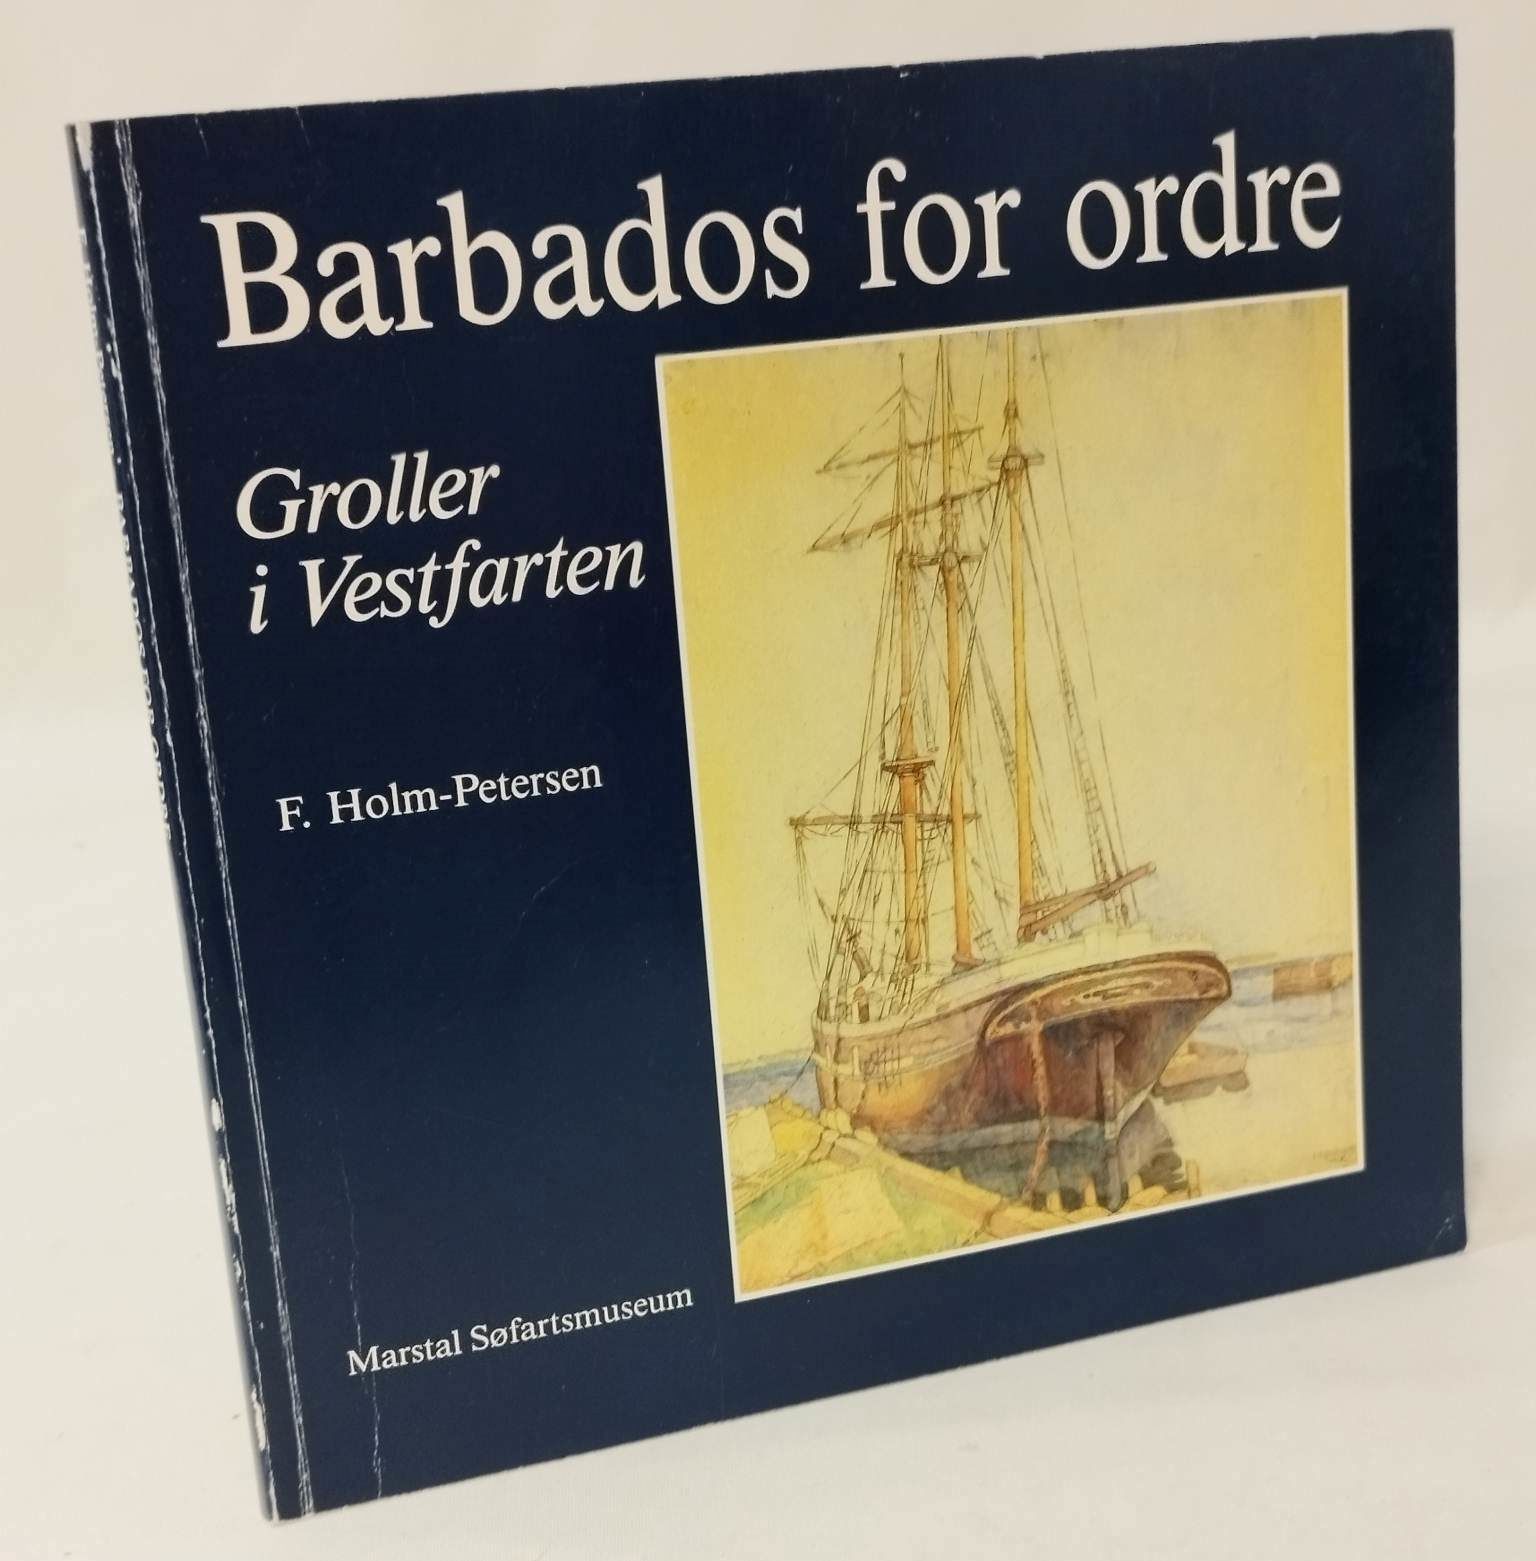 Barbados for ordre
Groller
i Vestfarten
F. Holm-Petersen
Marstal Søfartsmuseum